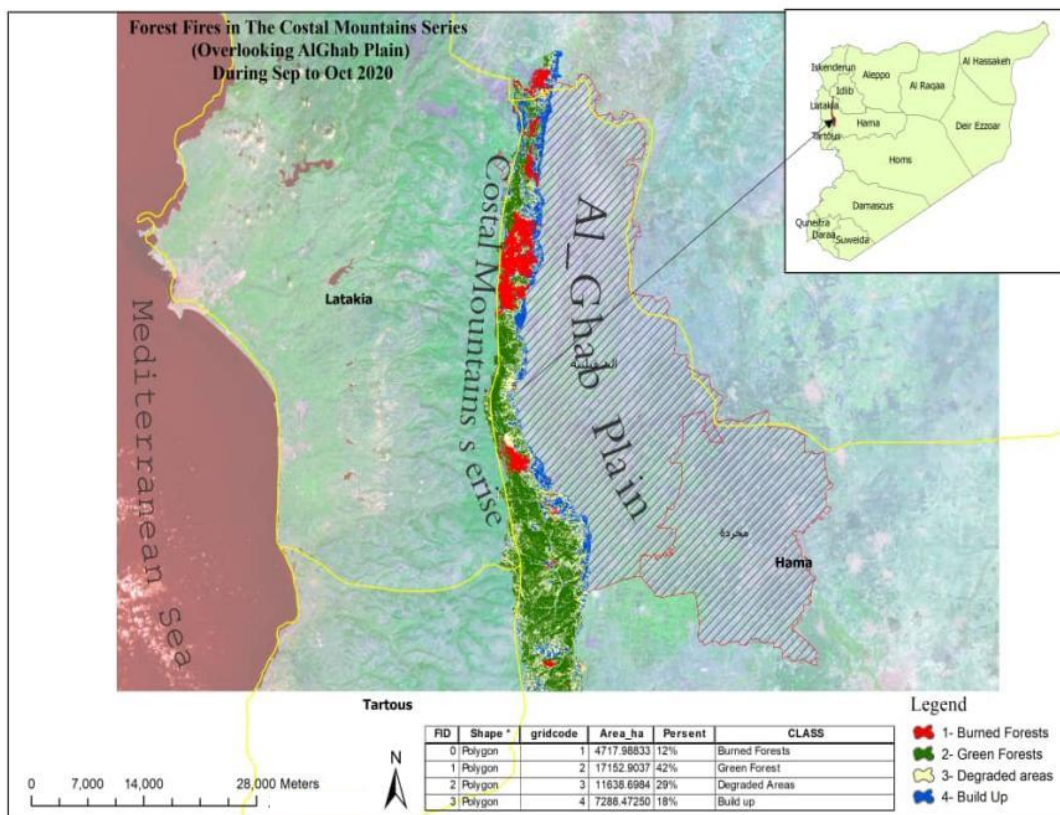 Forest Fires in The Costal Mountains Series
(Overlooking AlGhab Plain)
During Sep to Oct 2020
Iskenderun
Aleppo
Al Hassakeh
Idlib
Al Raqaa
Latakia
Hama
Deir Ezzoar
Tartous
Homs
Damascus
Quneitra
Daraa
Suweida
Mediterranean Sea
Latakia
Costal Mountains s erise
Al_Ghab Plain
محردة
Hama
Tartous
N
0 7,000 14,000 28,000 Meters
FID Shape * gridcode Area_ha Persent CLASS
0 Polygon 1 4717.98833 12% Burned Forests
1 Polygon 2 17152.9037 42% Green Forest
2 Polygon 3 11638.6984 29% Degraded Areas
3 Polygon 4 7288.47250 18% Build up
Legend
1- Burned Forests
2- Green Forests
3- Degraded areas
4- Build Up